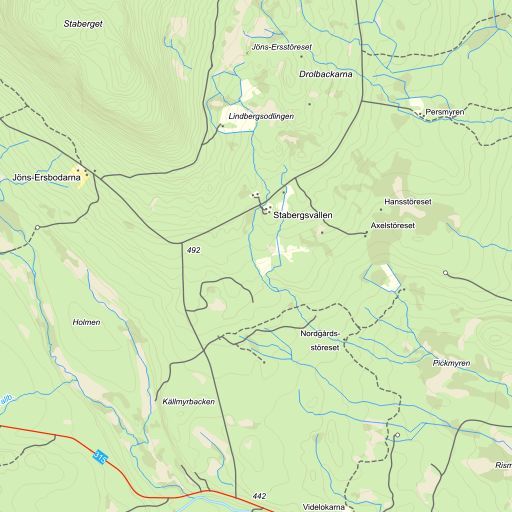 Staberget
Jöns-Ersstöreset
Drolbackarna
Lindbergsodlingen
Persmyren
Jöns-Ersbodarna
Hansstöreset
Stabergsvallen
Axelstöreset
492
Holmen
Nordgårds-
störeset
Pickmyren
Källmyrbacken
315
Rism
442
Videlokarna